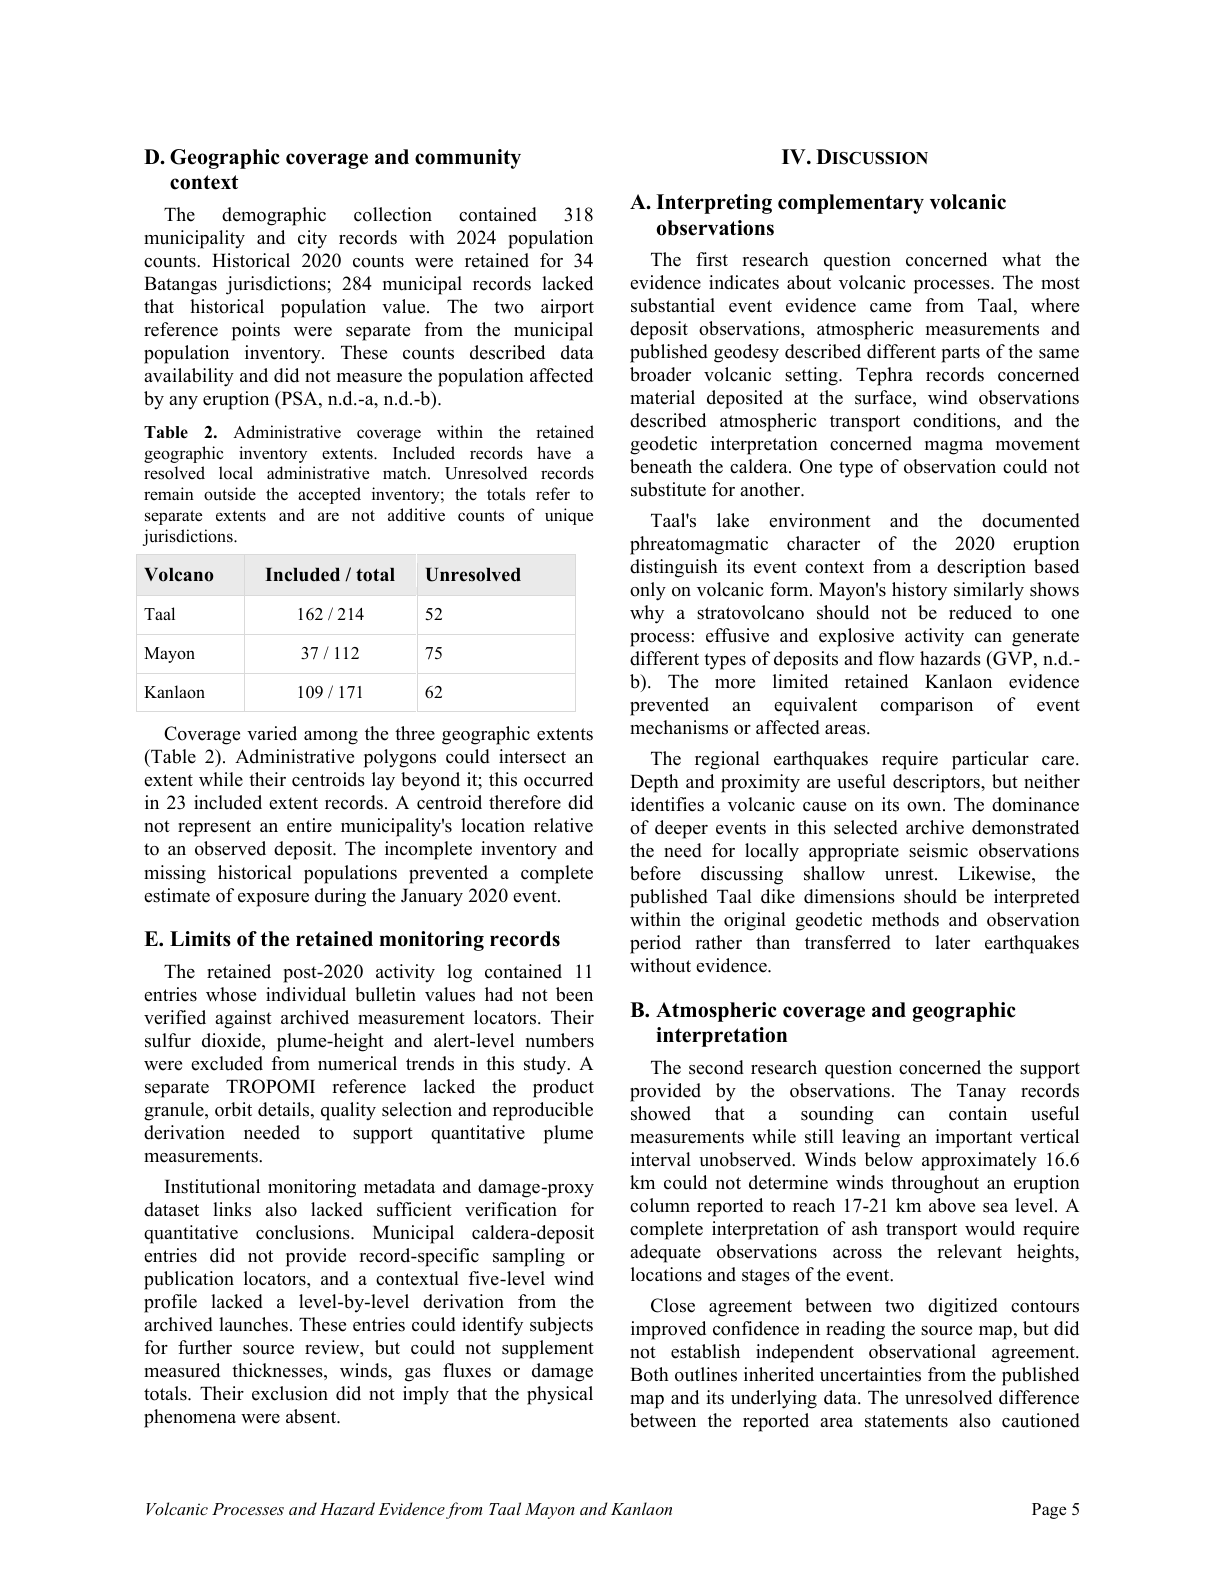 D. Geographic coverage and community
context
The demographic collection contained 318
municipality and city records with 2024 population
counts. Historical 2020 counts were retained for 34
Batangas jurisdictions; 284 municipal records lacked
that historical population value. The two airport
reference points were separate from the municipal
population inventory. These counts described data
availability and did not measure the population affected
by any eruption (PSA, n.d.-a, n.d.-b).
Table 2. Administrative coverage within the retained
geographic inventory extents. Included records have a
resolved local administrative match. Unresolved records
remain outside the accepted inventory; the totals refer to
separate extents and are not additive counts of unique
jurisdictions.
Volcano Included / total Unresolved
Taal 162 / 214 52
Mayon 37 / 112 75
Kanlaon 109 / 171 62
Coverage varied among the three geographic extents
(Table 2). Administrative polygons could intersect an
extent while their centroids lay beyond it; this occurred
in 23 included extent records. A centroid therefore did
not represent an entire municipality's location relative
to an observed deposit. The incomplete inventory and
missing historical populations prevented a complete
estimate of exposure during the January 2020 event.
E. Limits of the retained monitoring records
The retained post-2020 activity log contained 11
entries whose individual bulletin values had not been
verified against archived measurement locators. Their
sulfur dioxide, plume-height and alert-level numbers
were excluded from numerical trends in this study. A
separate TROPOMI reference lacked the product
granule, orbit details, quality selection and reproducible
derivation needed to support quantitative plume
measurements.
Institutional monitoring metadata and damage-proxy
dataset links also lacked sufficient verification for
quantitative conclusions. Municipal caldera-deposit
entries did not provide record-specific sampling or
publication locators, and a contextual five-level wind
profile lacked a level-by-level derivation from the
archived launches. These entries could identify subjects
for further source review, but could not supplement
measured thicknesses, winds, gas fluxes or damage
totals. Their exclusion did not imply that the physical
phenomena were absent.
IV. DISCUSSION
A. Interpreting complementary volcanic
observations
The first research question concerned what the
evidence indicates about volcanic processes. The most
substantial event evidence came from Taal, where
deposit observations, atmospheric measurements and
published geodesy described different parts of the same
broader volcanic setting. Tephra records concerned
material deposited at the surface, wind observations
described atmospheric transport conditions, and the
geodetic interpretation concerned magma movement
beneath the caldera. One type of observation could not
substitute for another.
Taal's lake environment and the documented
phreatomagmatic character of the 2020 eruption
distinguish its event context from a description based
only on volcanic form. Mayon's history similarly shows
why a stratovolcano should not be reduced to one
process: effusive and explosive activity can generate
different types of deposits and flow hazards (GVP, n.d.-
b). The more limited retained Kanlaon evidence
prevented an equivalent comparison of event
mechanisms or affected areas.
The regional earthquakes require particular care.
Depth and proximity are useful descriptors, but neither
identifies a volcanic cause on its own. The dominance
of deeper events in this selected archive demonstrated
the need for locally appropriate seismic observations
before discussing shallow unrest. Likewise, the
published Taal dike dimensions should be interpreted
within the original geodetic methods and observation
period rather than transferred to later earthquakes
without evidence.
B. Atmospheric coverage and geographic
interpretation
The second research question concerned the support
provided by the observations. The Tanay records
showed that a sounding can contain useful
measurements while still leaving an important vertical
interval unobserved. Winds below approximately 16.6
km could not determine winds throughout an eruption
column reported to reach 17-21 km above sea level. A
complete interpretation of ash transport would require
adequate observations across the relevant heights,
locations and stages of the event.
Close agreement between two digitized contours
improved confidence in reading the source map, but did
not establish independent observational agreement.
Both outlines inherited uncertainties from the published
map and its underlying data. The unresolved difference
between the reported area statements also cautioned
Volcanic Processes and Hazard Evidence from Taal Mayon and Kanlaon Page 5